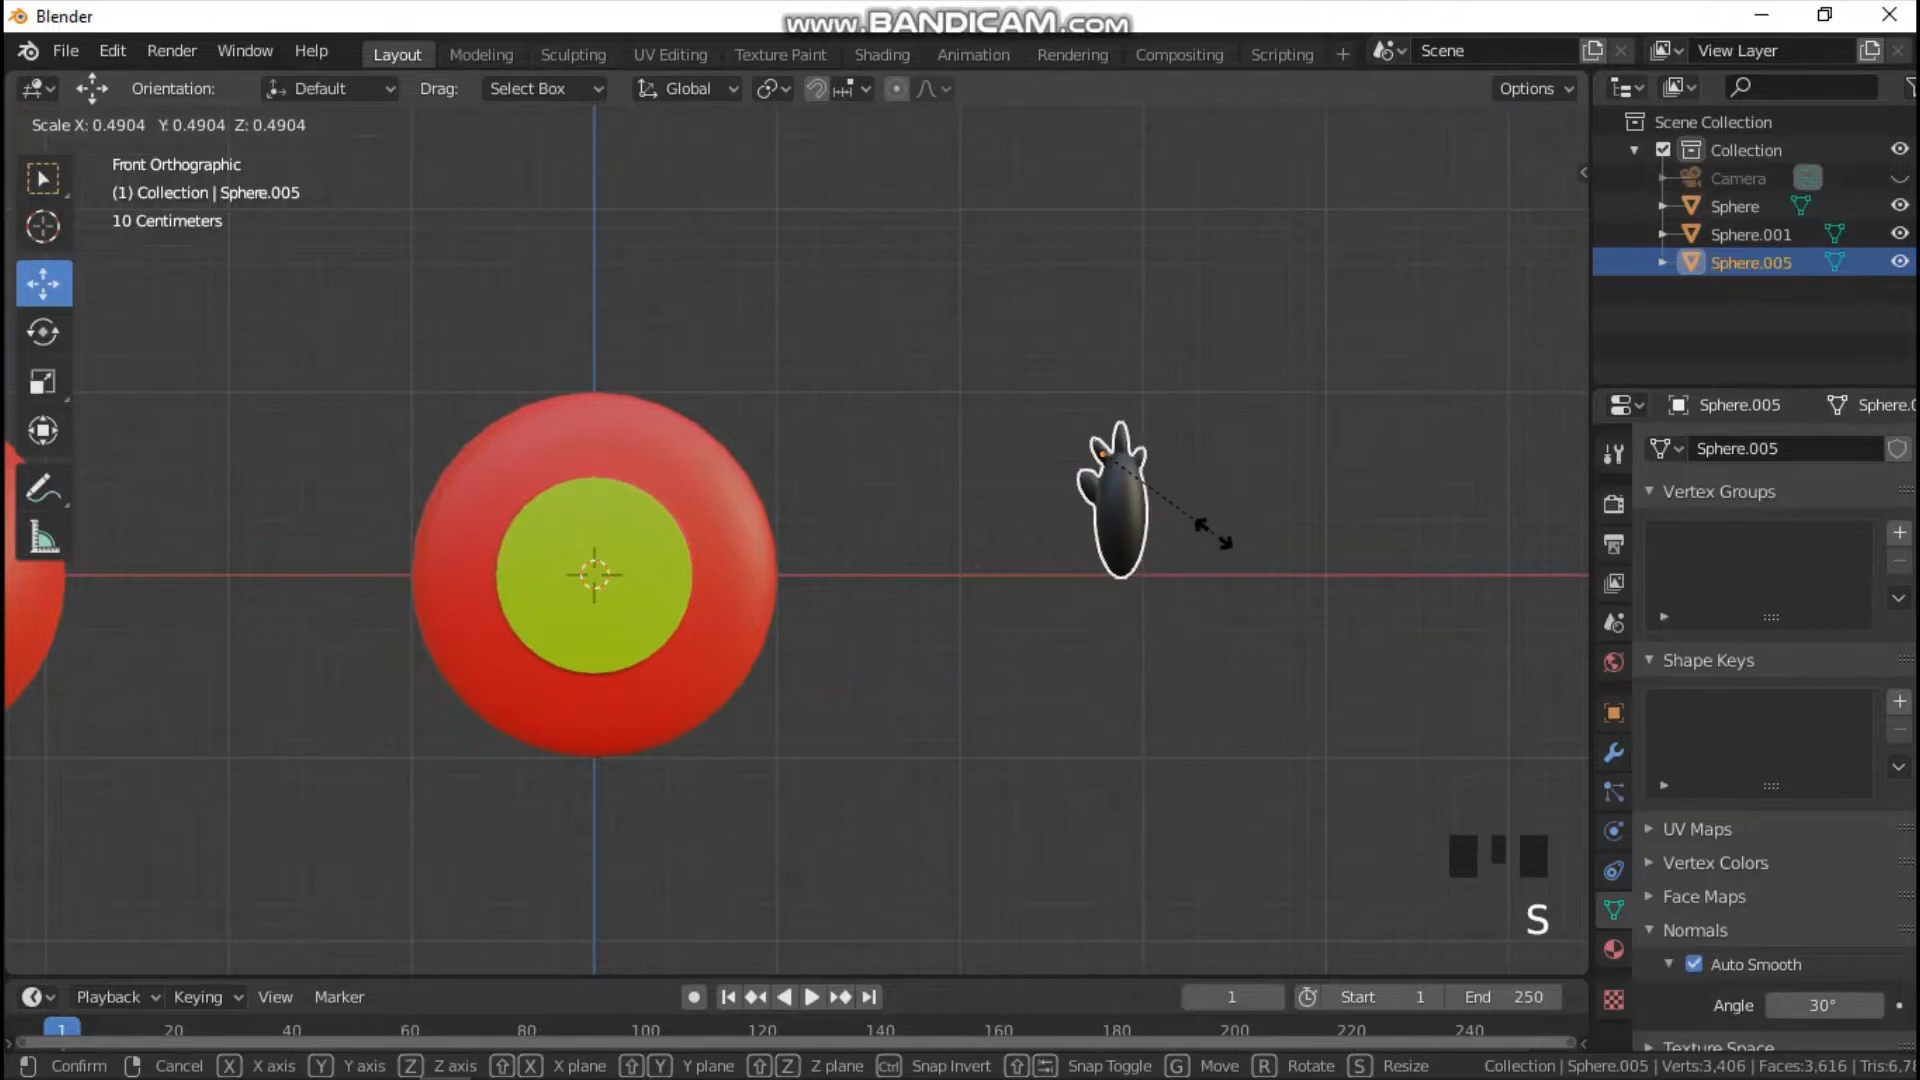 Blender
www.BANDICAM.com
File Edit Render Window Help
Layout Modeling Sculpting UV Editing Texture Paint Shading Animation Rendering Compositing Scripting +
Scene
View Layer
Orientation: Default Drag: Select Box Global Options
Scale X: 0.4904 Y: 0.4904 Z: 0.4904
Front Orthographic
(1) Collection | Sphere.005
10 Centimeters
Scene Collection
Collection
Camera
Sphere
Sphere.001
Sphere.005
Sphere.005
Sphere.005
Vertex Groups
Shape Keys
UV Maps
Vertex Colors
Face Maps
Normals
Auto Smooth
Angle 30°
Texture Space
S
Playback Keying View Marker
1 Start 1 End 250
1 20 40 60 80 100 120 140 160 180 200 220 240
Confirm Cancel X X axis Y Y axis Z Z axis X X plane Y Y plane Z Z plane Ctrl Snap Invert Snap Toggle G Move R Rotate S Resize Collection | Sphere.005 | Verts:3,406 | Faces:3,616 | Tris:6,7